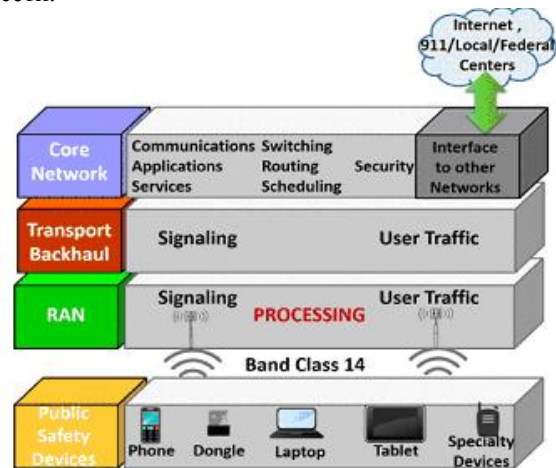 Internet ,
911/Local/Federal
Centers
Core
Network
Communications Switching
Applications Routing Security
Services Scheduling
Interface
to other
Networks
Transport
Backhaul
Signaling User Traffic
RAN
Signaling User Traffic
PROCESSING
Band Class 14
Public
Safety
Devices
Phone Dongle Laptop Tablet Specialty
Devices